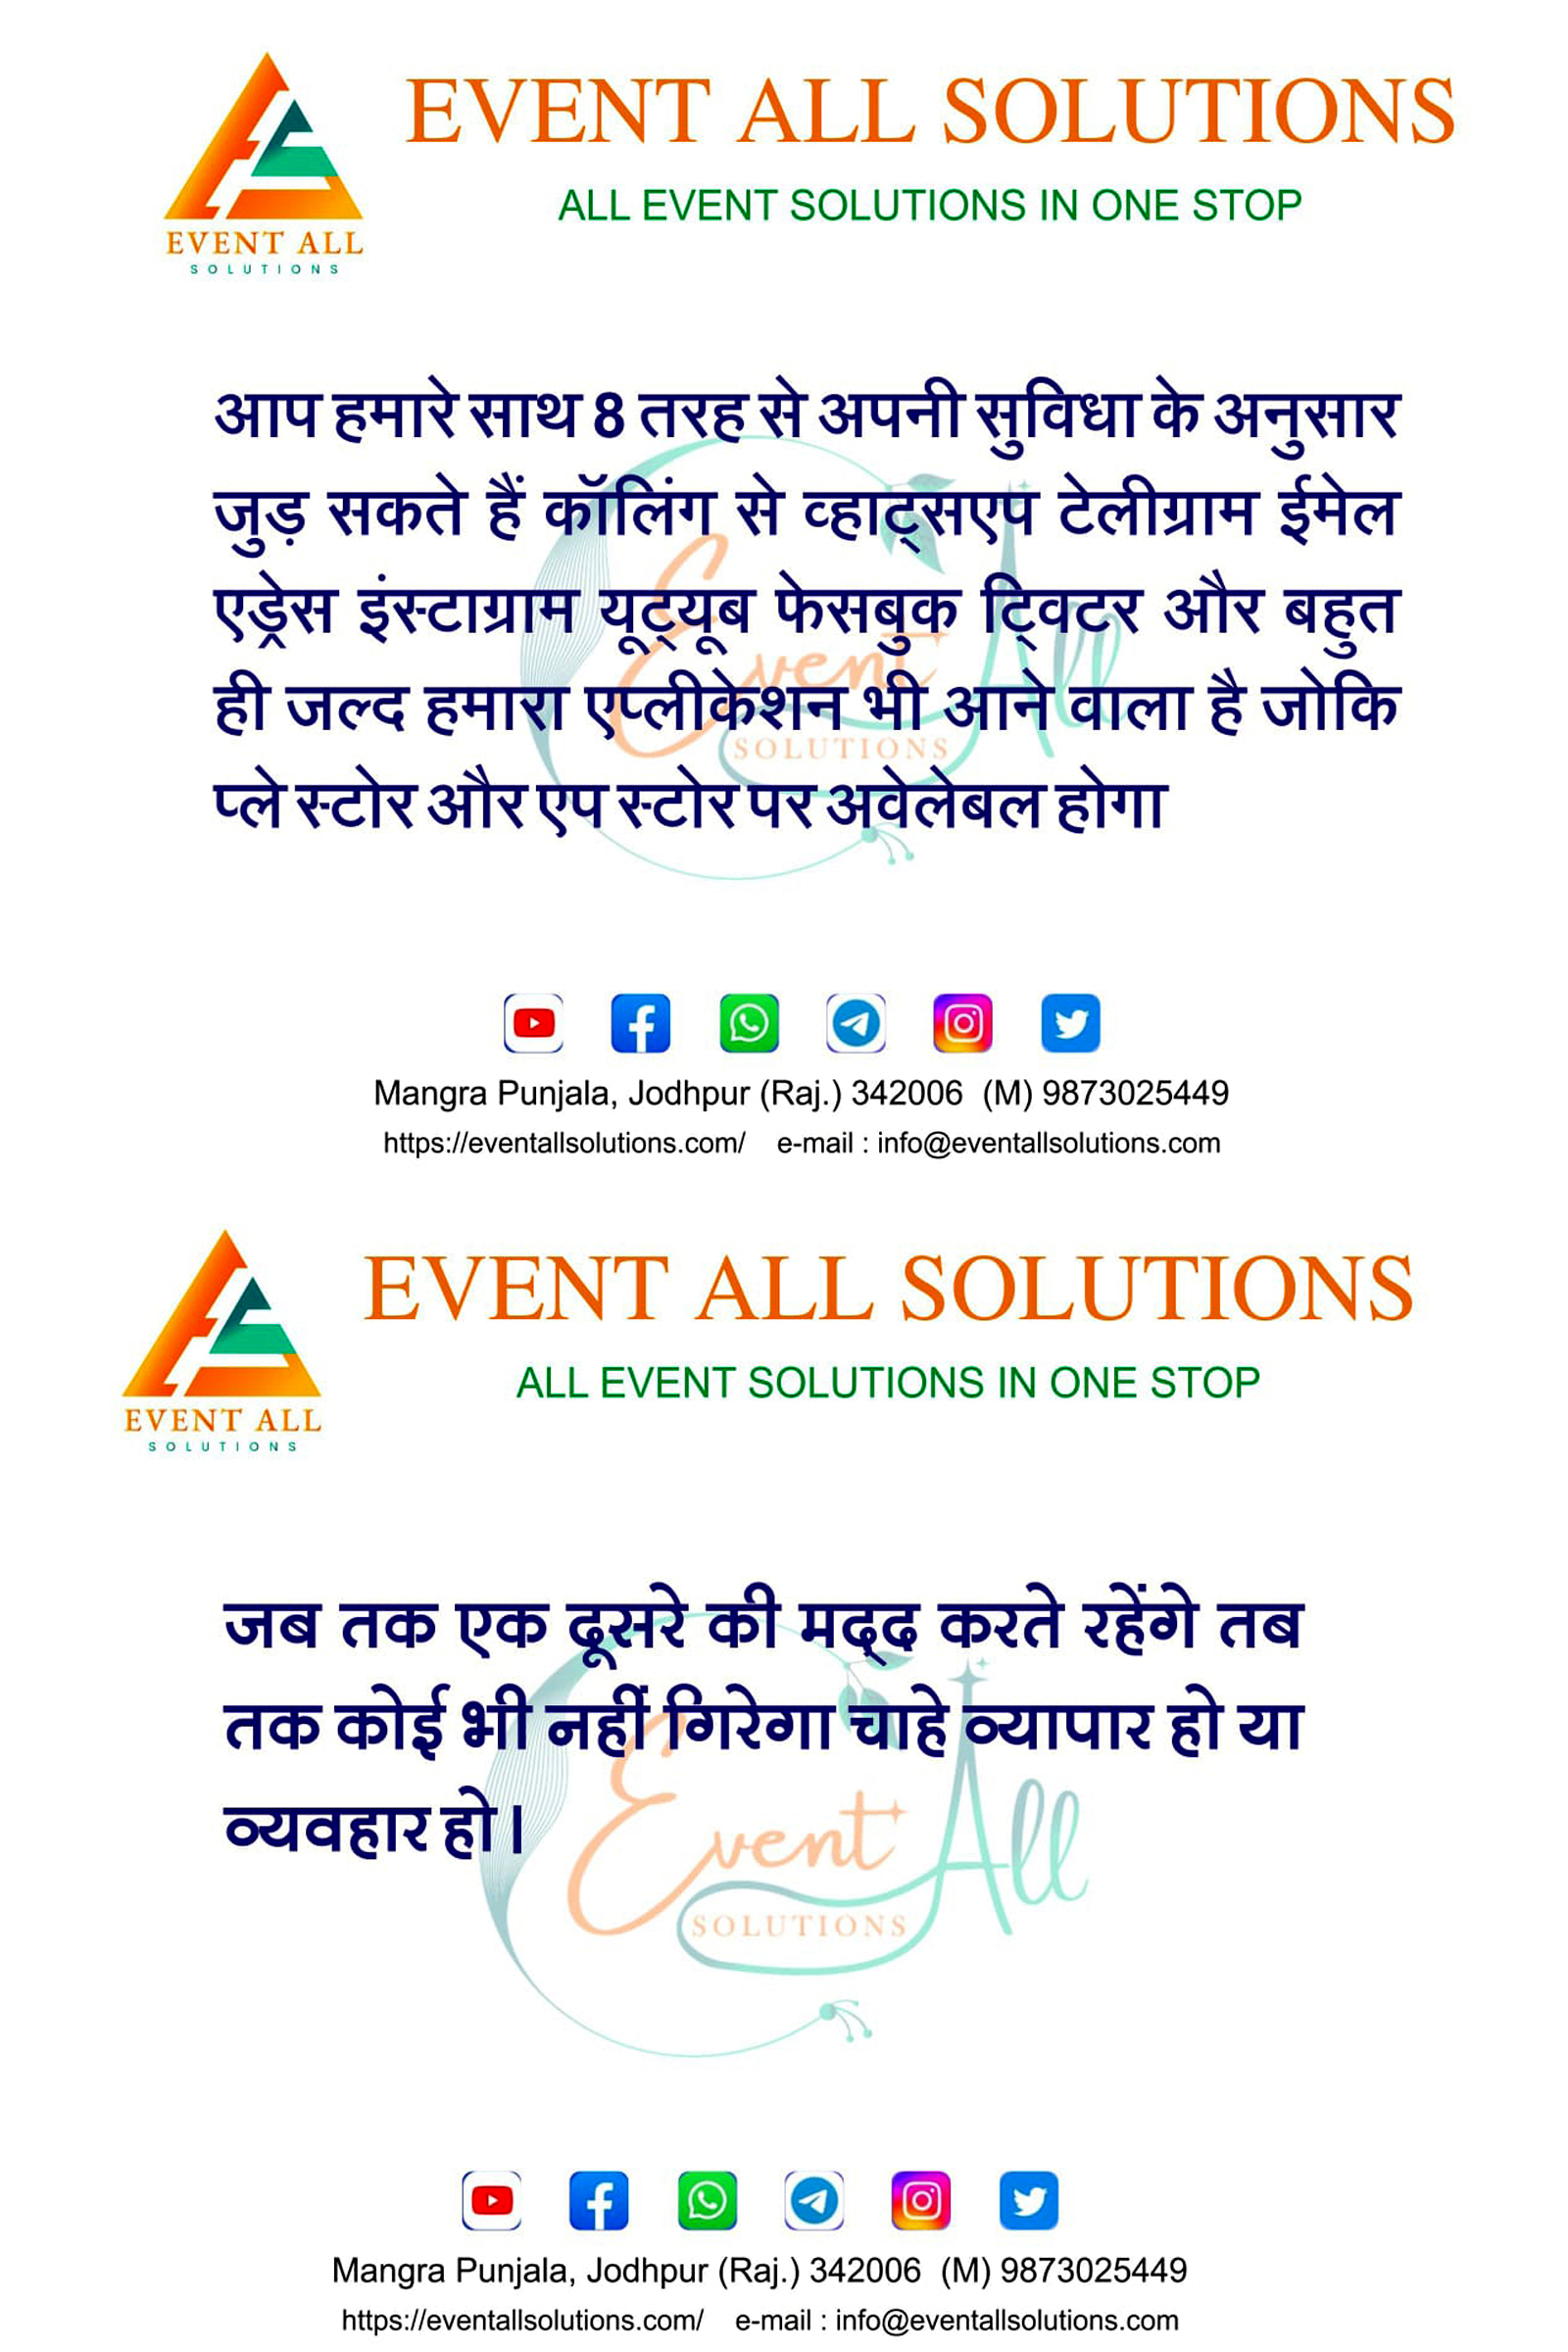 EVENT ALL SOLUTIONS
ALL EVENT SOLUTIONS IN ONE STOP
EVENT ALL
SOLUTIONS
आप हमारे साथ 8 तरह से अपनी सुविधा के अनुसार
जुड़ सकते हैं कॉलिंग से व्हाट्सएप टेलीग्राम ईमेल
एड्रेस इंस्टाग्राम यूट्यूब फेसबुक ट्विटर और बहुत
ही जल्द हमारा एप्लीकेशन भी आने वाला है जोकि
प्ले स्टोर और एप स्टोर पर अवेलेबल होगा
Event All
SOLUTIONS
Mangra Punjala, Jodhpur (Raj.) 342006 (M) 9873025449
https://eventallsolutions.com/ e-mail : info@eventallsolutions.com
EVENT ALL SOLUTIONS
ALL EVENT SOLUTIONS IN ONE STOP
EVENT ALL
SOLUTIONS
जब तक एक दूसरे की मद्द करते रहेंगे तब
तक कोई भी नहीं गिरेगा चाहे व्यापार हो या
व्यवहार हो।
Event All
SOLUTIONS
Mangra Punjala, Jodhpur (Raj.) 342006 (M) 9873025449
https://eventallsolutions.com/ e-mail : info@eventallsolutions.com